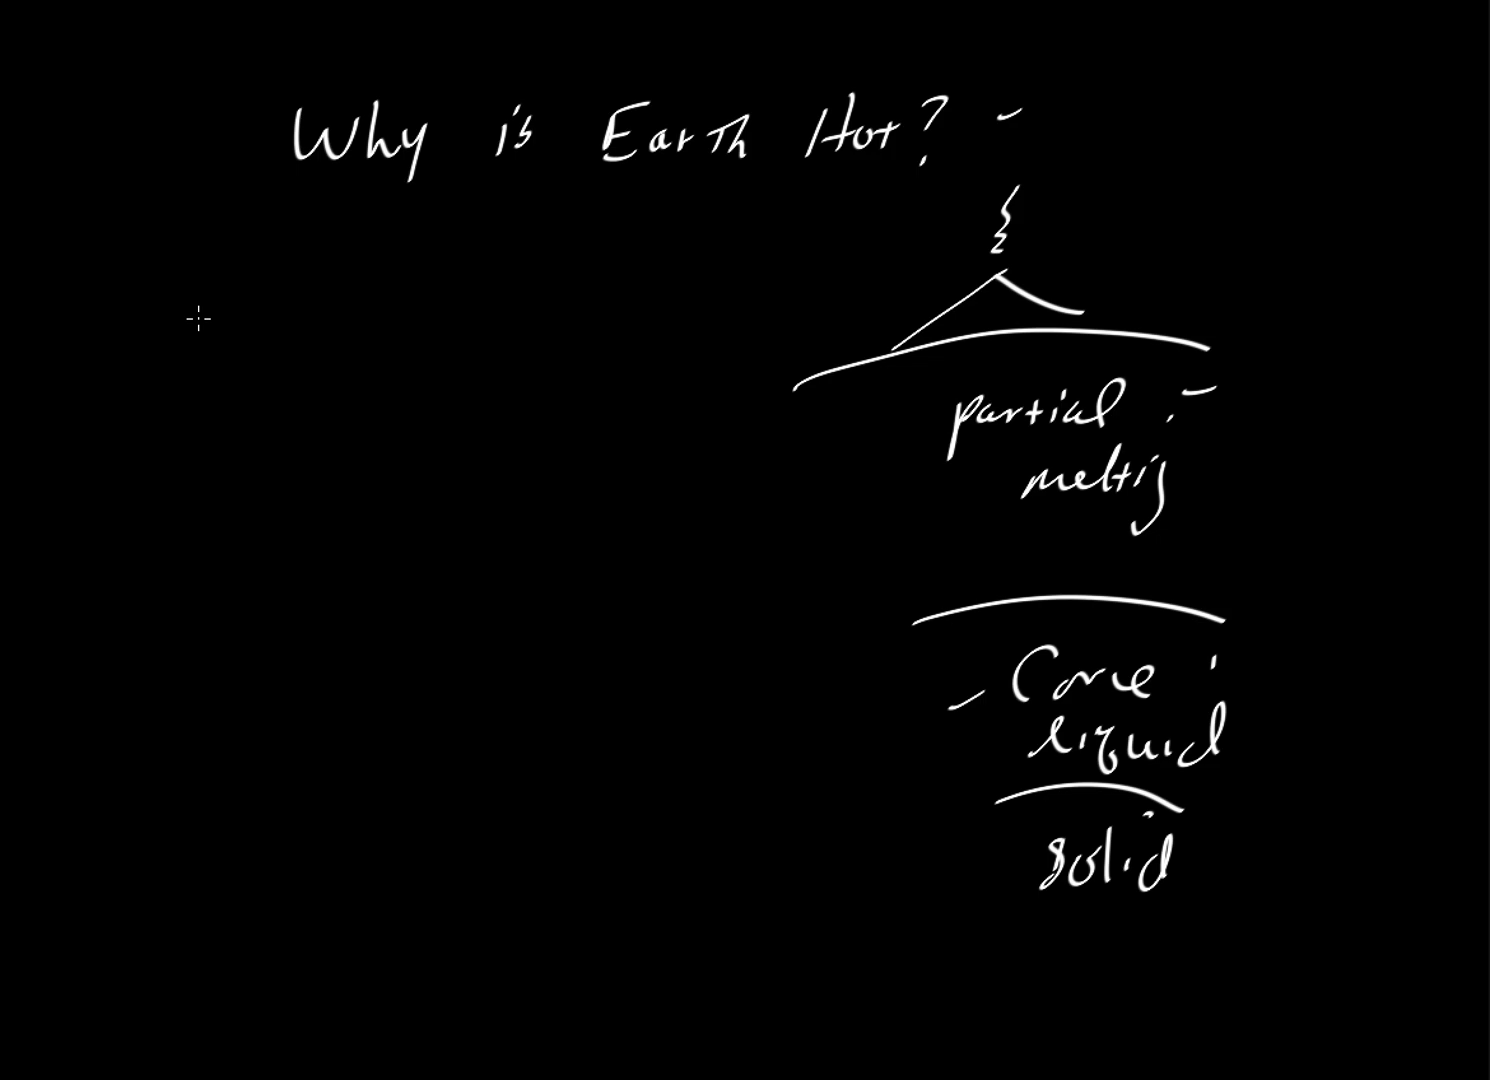 Why is Earth Hot?
partial
melting
Core
liquid
solid